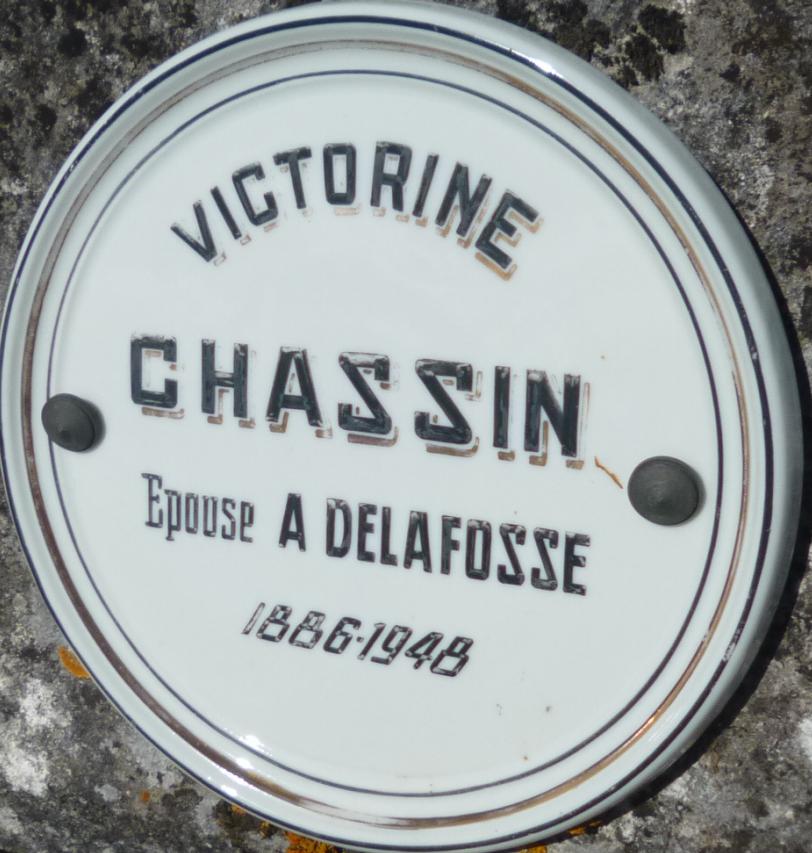 VICTORINE
CHASSIN
Epouse A DELAFOSSE
1886-1948